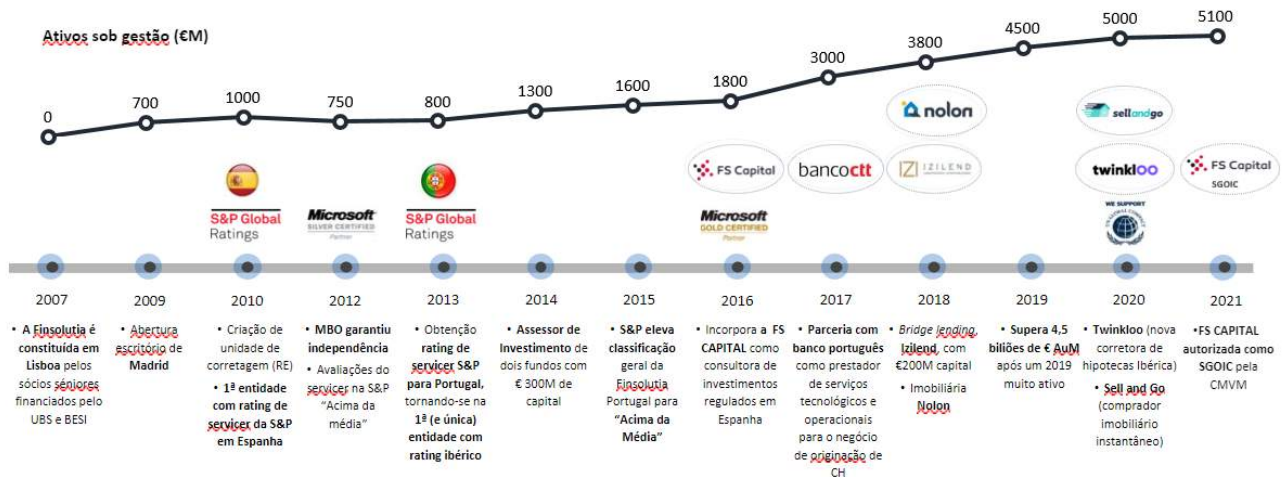 Ativos sob gestão (€M)
0
700
1000
750
800
1300
1600
1800
3000
3800
4500
5000
5100
nolon
sellandgo
FS Capital
bancoctt
IZILEND
twinkloo
FS Capital
SGOIC
S&P Global
Ratings
Microsoft
SILVER CERTIFIED
Partner
S&P Global
Ratings
Microsoft
GOLD CERTIFIED
Partner
WE SUPPORT
2007
2009
2010
2012
2013
2014
2015
2016
2017
2018
2019
2020
2021
• A Finsolutia é
constituída em
Lisboa pelos
sócios séniores
financiados pelo
UBS e BESI
• Abertura
escritório de
Madrid
• Criação de
unidade de
corretagem (RE)
• 1ª entidade
com rating de
servicer da S&P
em Espanha
• MBO garantiu
independência
• Avaliações do
servicer na S&P
"Acima da
média"
• Obtenção
rating de
servicer S&P
para Portugal,
tornando-se na
1ª (e única)
entidade com
rating ibérico
• Assessor de
Investimento de
dois fundos com
€ 300M de
capital
• S&P eleva
classificação
geral da
Finsolutia
Portugal para
"Acima da
Média"
• Incorpora a FS
CAPITAL como
consultora de
investimentos
regulados em
Espanha
• Parceria com
banco português
como prestador
de serviços
tecnológicos e
operacionais
para o negócio
de originação de
CH
• Bridge lending,
Izilend, com
€200M capital
• Imobiliária
Nolon
• Supera 4,5
biliões de € AuM
após um 2019
muito ativo
• Twinkloo (nova
corretora de
hipotecas Ibérica)
• Sell and Go
(comprador
imobiliário
instantâneo)
•FS CAPITAL
autorizada como
SGOIC pela
CMVM